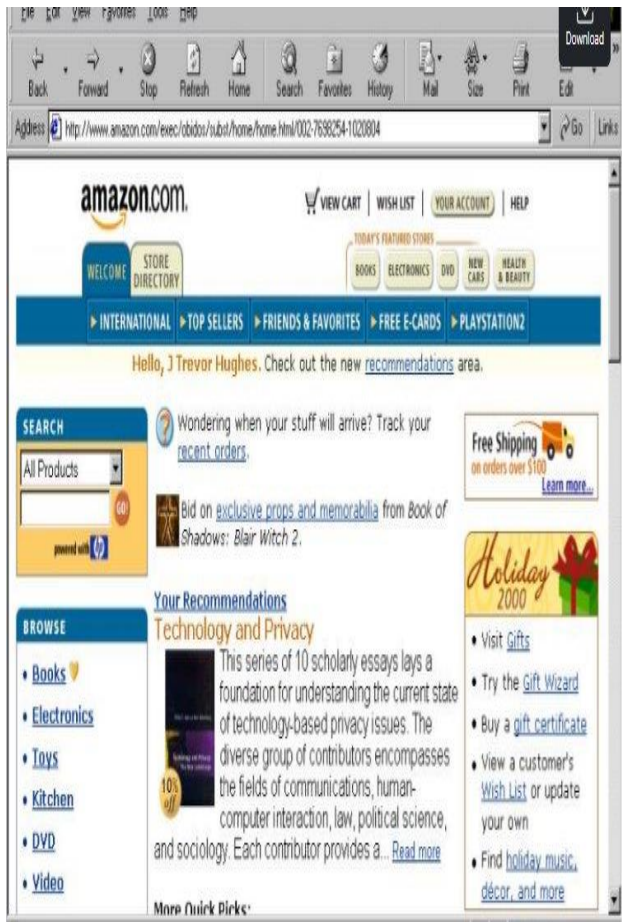 File Edit View Favorites Tools Help
Download
Back Forward Stop Refresh Home Search Favorites History Mail Size Print Edit
Address http://www.amazon.com/exec/obidos/subst/home/home.html/002-7698254-1020804 Go Links
amazon.com.
VIEW CART WISH LIST YOUR ACCOUNT HELP
TODAY'S FEATURED STORES
WELCOME STORE DIRECTORY
BOOKS ELECTRONICS DVD NEW CARS HEALTH & BEAUTY
INTERNATIONAL TOP SELLERS FRIENDS & FAVORITES FREE E-CARDS PLAYSTATION2
Hello, J Trevor Hughes. Check out the new recommendations area.
SEARCH
All Products
GO!
powered with hp
BROWSE
• Books
• Electronics
• Toys
• Kitchen
• DVD
• Video
Wondering when your stuff will arrive? Track your
recent orders.
Bid on exclusive props and memorabilia from Book of
Shadows: Blair Witch 2.
Your Recommendations
Technology and Privacy
10%
off
This series of 10 scholarly essays lays a
foundation for understanding the current state
of technology-based privacy issues. The
diverse group of contributors encompasses
the fields of communications, human-
computer interaction, law, political science,
and sociology. Each contributor provides a... Read more
More Quick Picks:
Free Shipping
on orders over $100
Learn more...
Holiday
2000
• Visit Gifts
• Try the Gift Wizard
• Buy a gift certificate
• View a customer's
Wish List or update
your own
• Find holiday music,
décor, and more